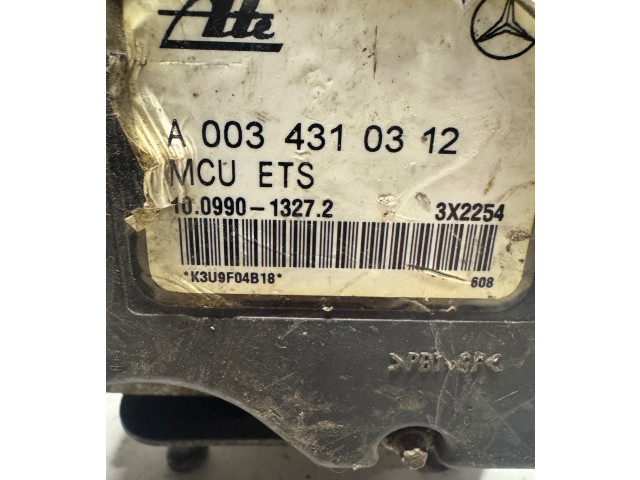 Ate
A 003 431 03 12
MCU ETS
10.0990-1327.2 3X2254
*K3U9F04B18* 608